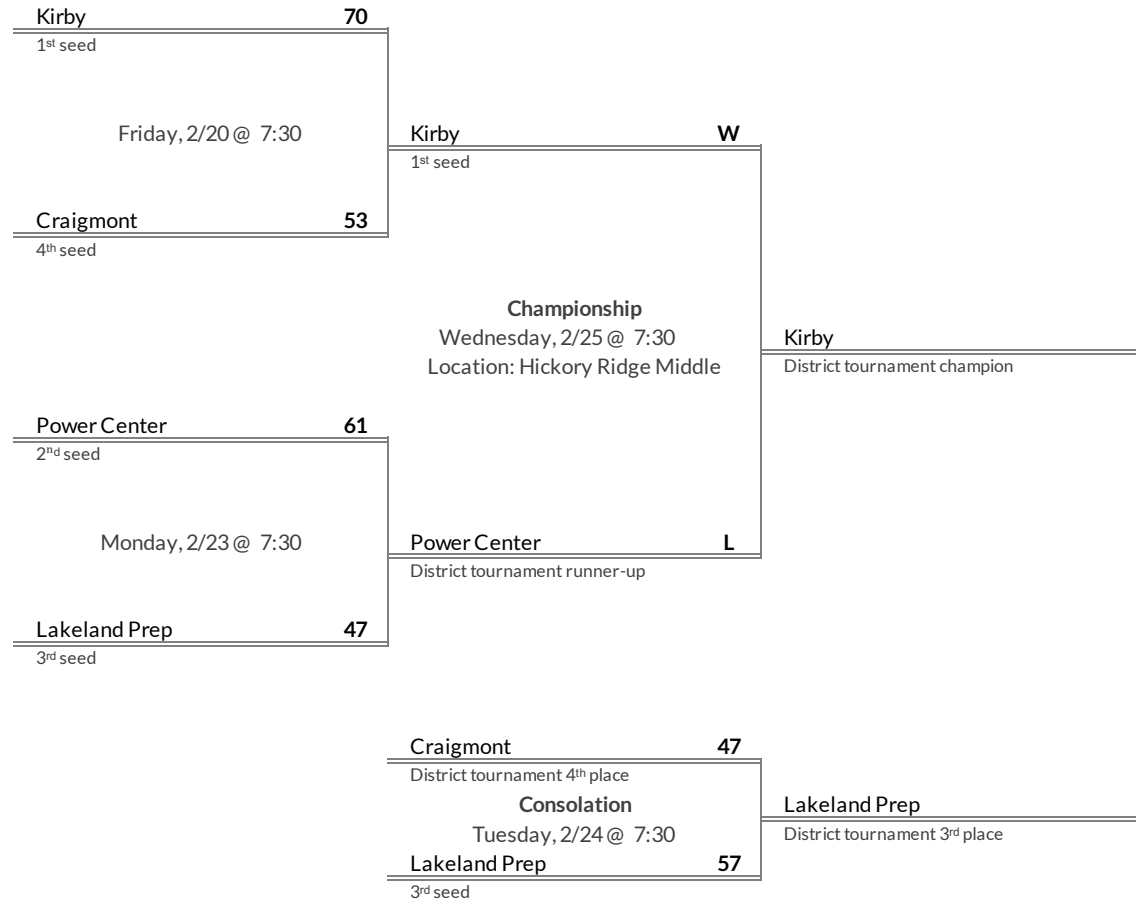 Kirby 70
1st seed
Friday, 2/20 @ 7:30
Kirby W
1st seed
Craigmont 53
4th seed
Championship
Wednesday, 2/25 @ 7:30
Location: Hickory Ridge Middle
Kirby
District tournament champion
Power Center 61
2nd seed
Monday, 2/23 @ 7:30
Power Center L
District tournament runner-up
Lakeland Prep 47
3rd seed
Craigmont 47
District tournament 4th place
Consolation
Tuesday, 2/24 @ 7:30
Lakeland Prep
District tournament 3rd place
Lakeland Prep 57
3rd seed